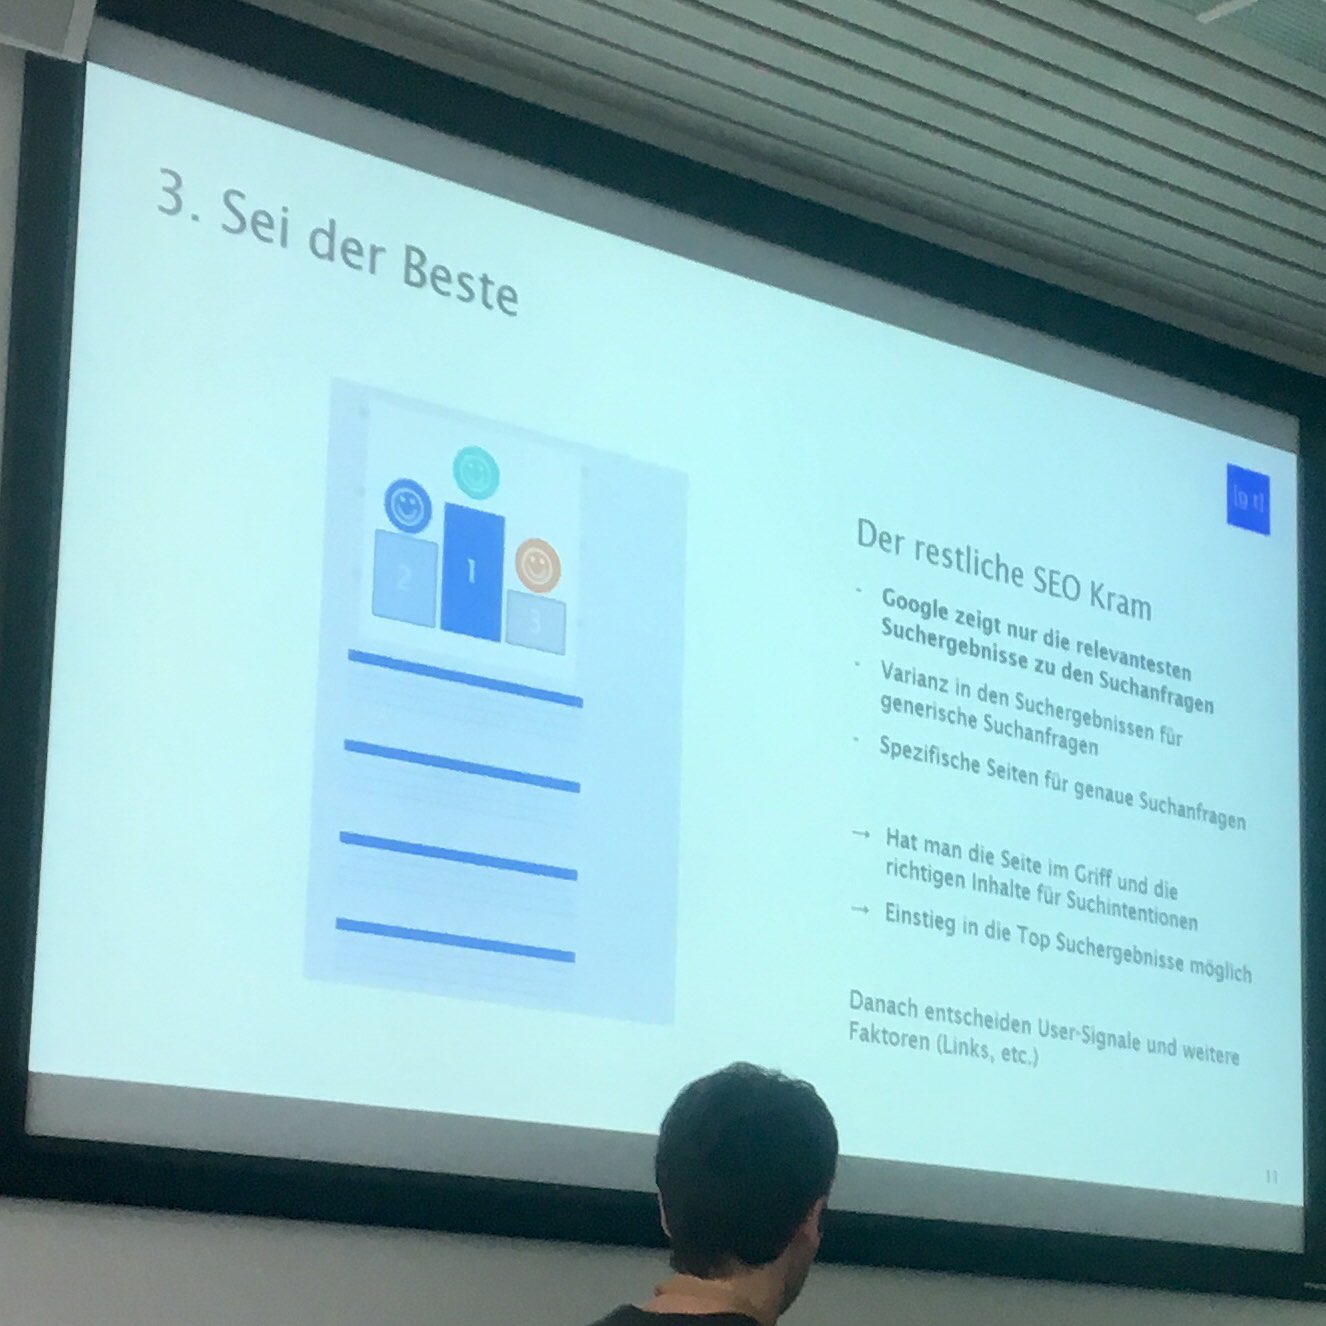 3. Sei der Beste
2
1
3
[g t]
Der restliche SEO Kram
- Google zeigt nur die relevantesten
Suchergebnisse zu den Suchanfragen
- Varianz in den Suchergebnissen für
generische Suchanfragen
- Spezifische Seiten für genaue Suchanfragen
→ Hat man die Seite im Griff und die
richtigen Inhalte für Suchintentionen
→ Einstieg in die Top Suchergebnisse möglich
Danach entscheiden User-Signale und weitere
Faktoren (Links, etc.)
11